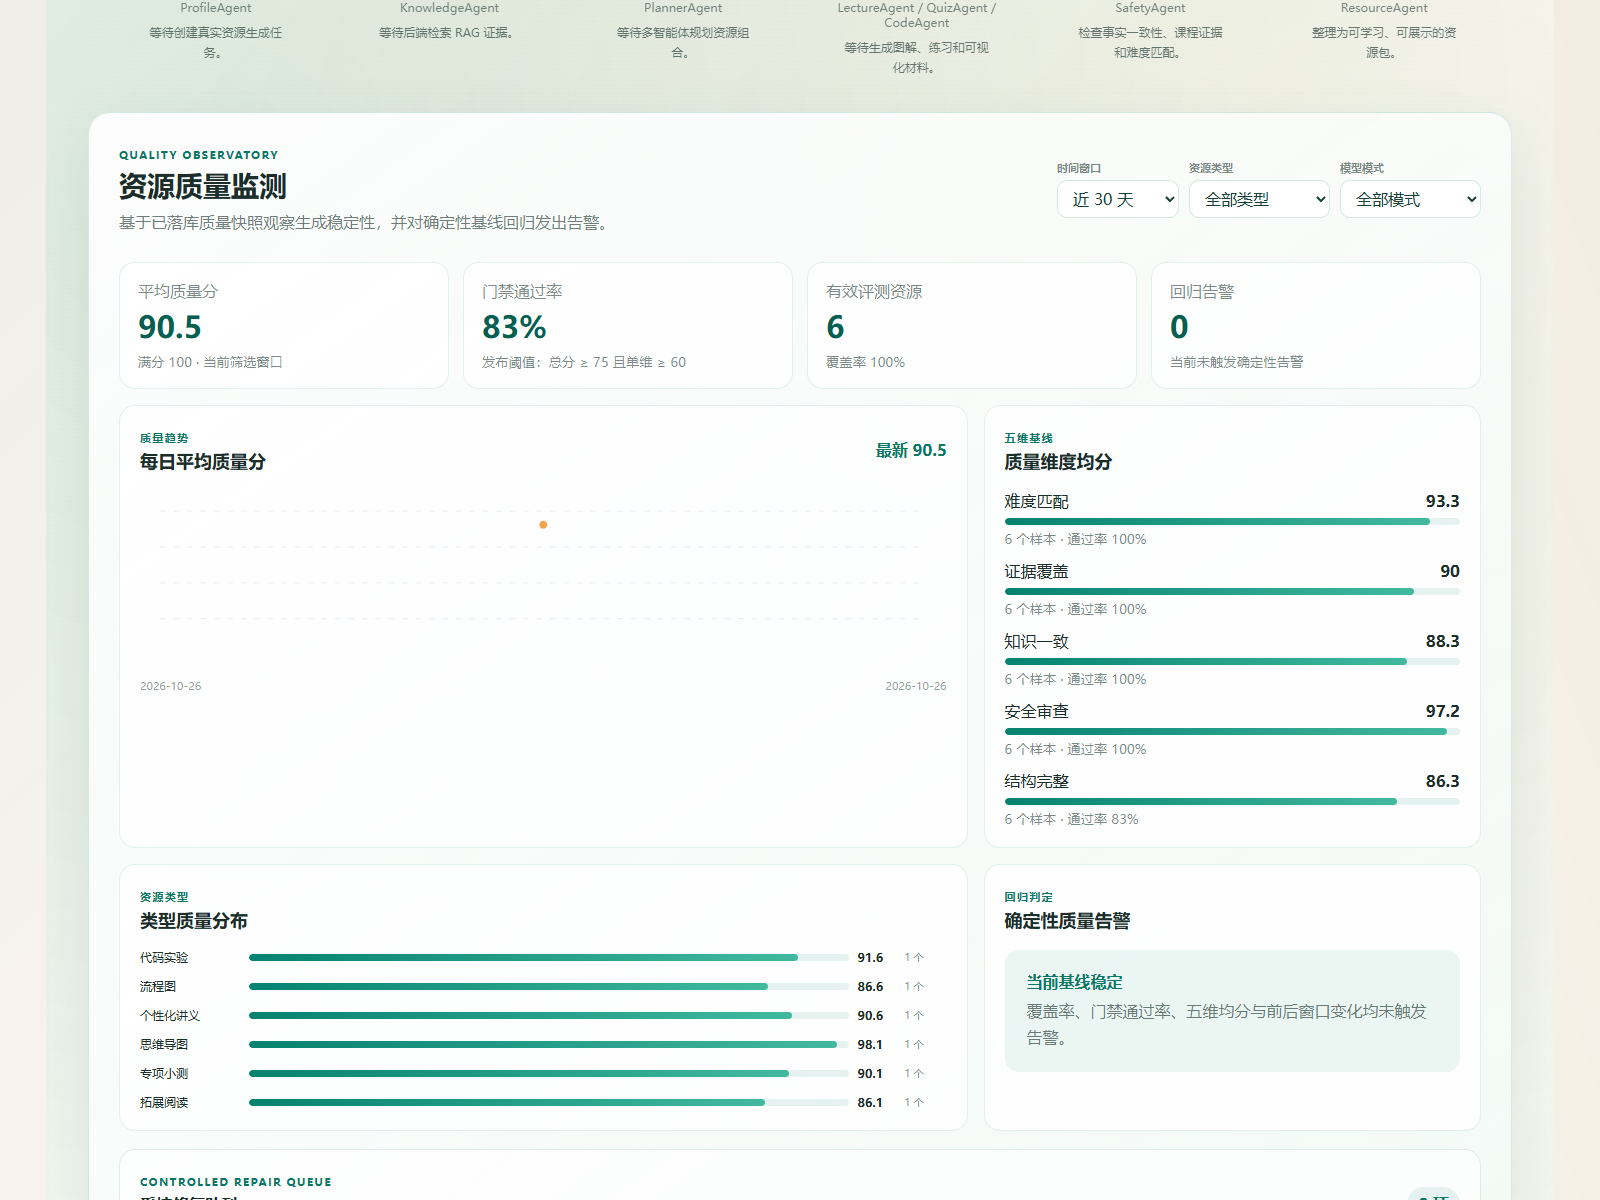 ProfileAgent
等待创建真实资源生成任
务。
KnowledgeAgent
等待后端检索 RAG 证据。
PlannerAgent
等待多智能体规划资源组
合。
LectureAgent / QuizAgent /
CodeAgent
等待生成图解、练习和可视
化材料。
SafetyAgent
检查事实一致性、课程证据
和难度匹配。
ResourceAgent
整理为可学习、可展示的资
源包。
QUALITY OBSERVATORY
资源质量监测
基于已落库质量快照观察生成稳定性，并对确定性基线回归发出告警。
时间窗口
近 30 天
资源类型
全部类型
模型模式
全部模式
平均质量分
90.5
满分 100 · 当前筛选窗口
门禁通过率
83%
发布阈值：总分 ≥ 75 且单维 ≥ 60
有效评测资源
6
覆盖率 100%
回归告警
0
当前未触发确定性告警
质量趋势
每日平均质量分
最新 90.5
2026-10-26
2026-10-26
五维基线
质量维度均分
难度匹配
93.3
6 个样本 · 通过率 100%
证据覆盖
90
6 个样本 · 通过率 100%
知识一致
88.3
6 个样本 · 通过率 100%
安全审查
97.2
6 个样本 · 通过率 100%
结构完整
86.3
6 个样本 · 通过率 83%
资源类型
类型质量分布
代码实验 91.6 1 个
流程图 86.6 1 个
个性化讲义 90.6 1 个
思维导图 98.1 1 个
专项小测 90.1 1 个
拓展阅读 86.1 1 个
回归判定
确定性质量告警
当前基线稳定
覆盖率、门禁通过率、五维均分与前后窗口变化均未触发
告警。
CONTROLLED REPAIR QUEUE